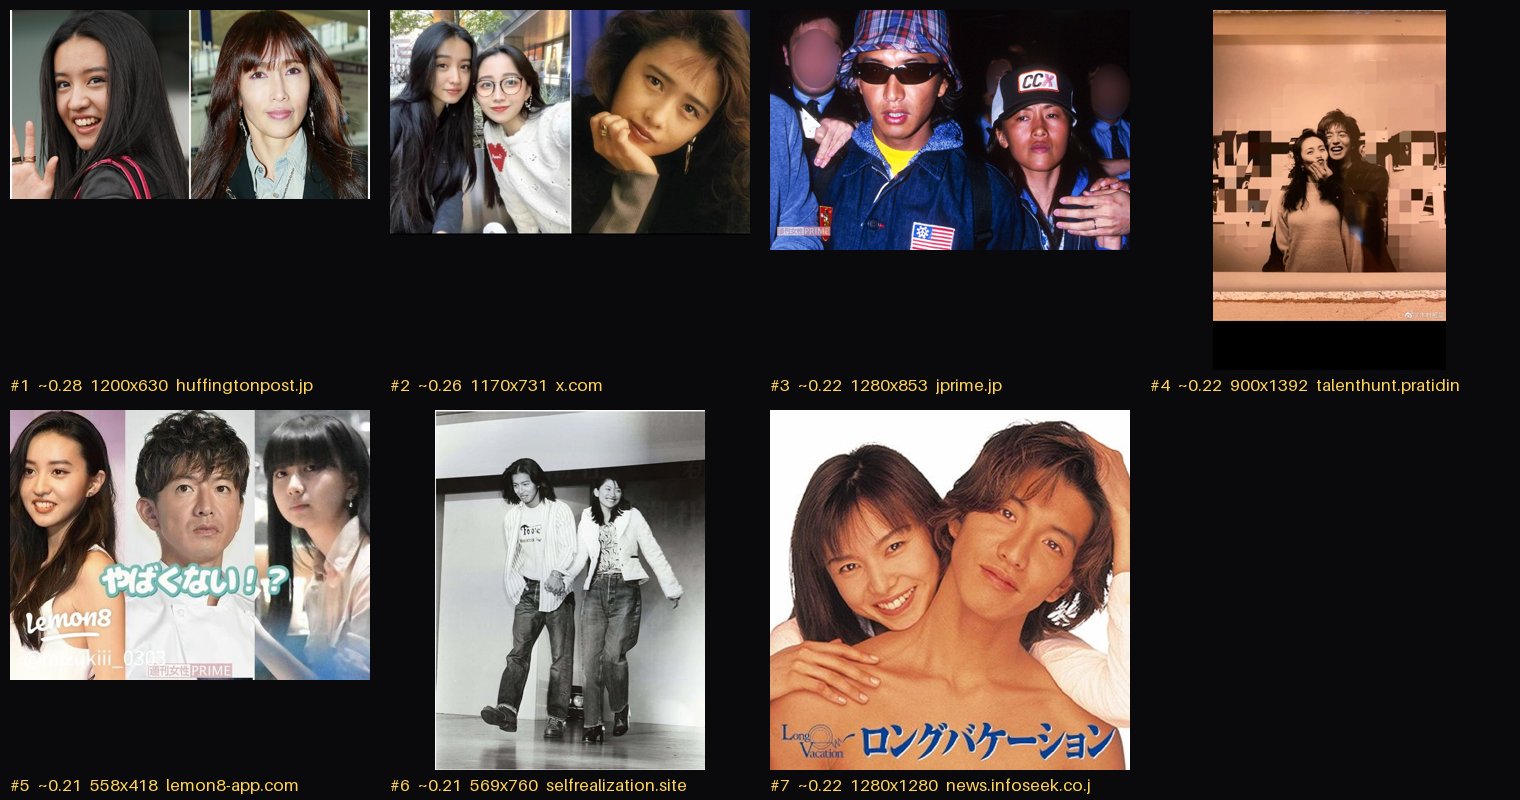 CCX
#1 ~0.28 1200x630 huffingtonpost.jp
#2 ~0.26 1170x731 x.com
#3 ~0.22 1280x853 jprime.jp
#4 ~0.22 900x1392 talenthunt.pratidin
やばくない！？
Lemon8
PRIME
Long Vacation
ロングバケーション
#5 ~0.21 558x418 lemon8-app.com
#6 ~0.21 569x760 selfrealization.site
#7 ~0.22 1280x1280 news.infoseek.co.j